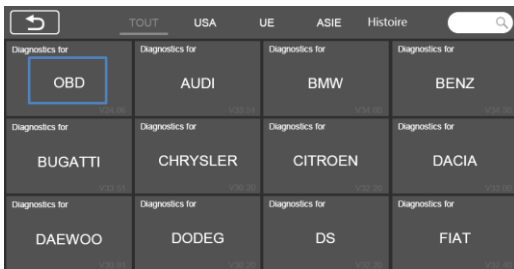 TOUT USA UE ASIE Histoire
Diagnostics for Diagnostics for Diagnostics for Diagnostics for
OBD AUDI BMW BENZ
Diagnostics for Diagnostics for Diagnostics for Diagnostics for
BUGATTI CHRYSLER CITROEN DACIA
Diagnostics for Diagnostics for Diagnostics for Diagnostics for
DAEWOO DODEG DS FIAT